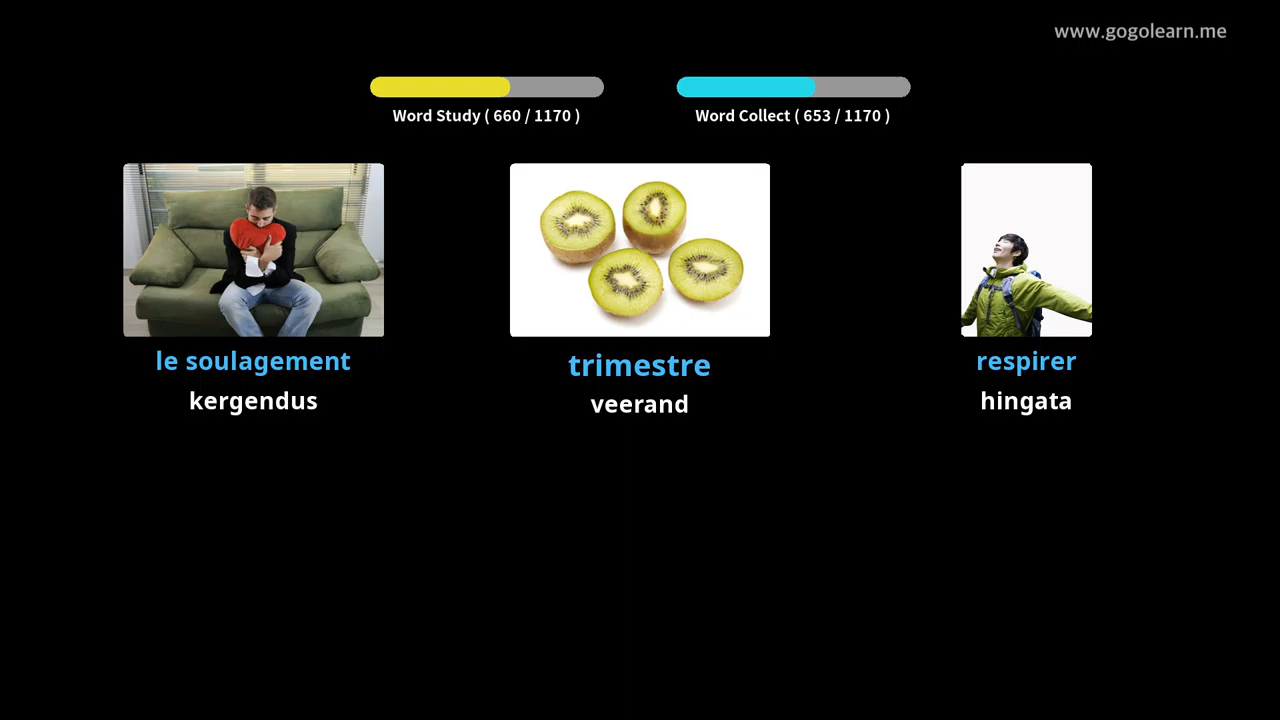 www.gogolearn.me
Word Study ( 660 / 1170 )
Word Collect ( 653 / 1170 )
le soulagement
kergendus
trimestre
veerand
respirer
hingata